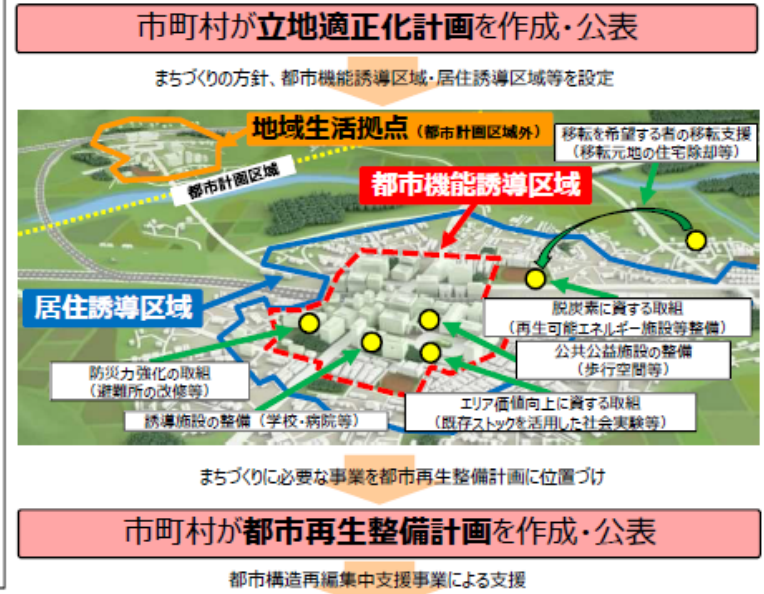 市町村が立地適正化計画を作成・公表
まちづくりの方針、都市機能誘導区域・居住誘導区域等を設定
地域生活拠点（都市計画区域外）
移転を希望する者の移転支援
（移転元地の住宅除却等）
都市計画区域
都市機能誘導区域
居住誘導区域
脱炭素に資する取組
（再生可能エネルギー施設等整備）
公共公益施設の整備
（歩行空間等）
防災力強化の取組
（避難所の改修等）
エリア価値向上に資する取組
（既存ストックを活用した社会実験等）
誘導施設の整備（学校・病院等）
まちづくりに必要な事業を都市再生整備計画に位置づけ
市町村が都市再生整備計画を作成・公表
都市構造再編集中支援事業による支援